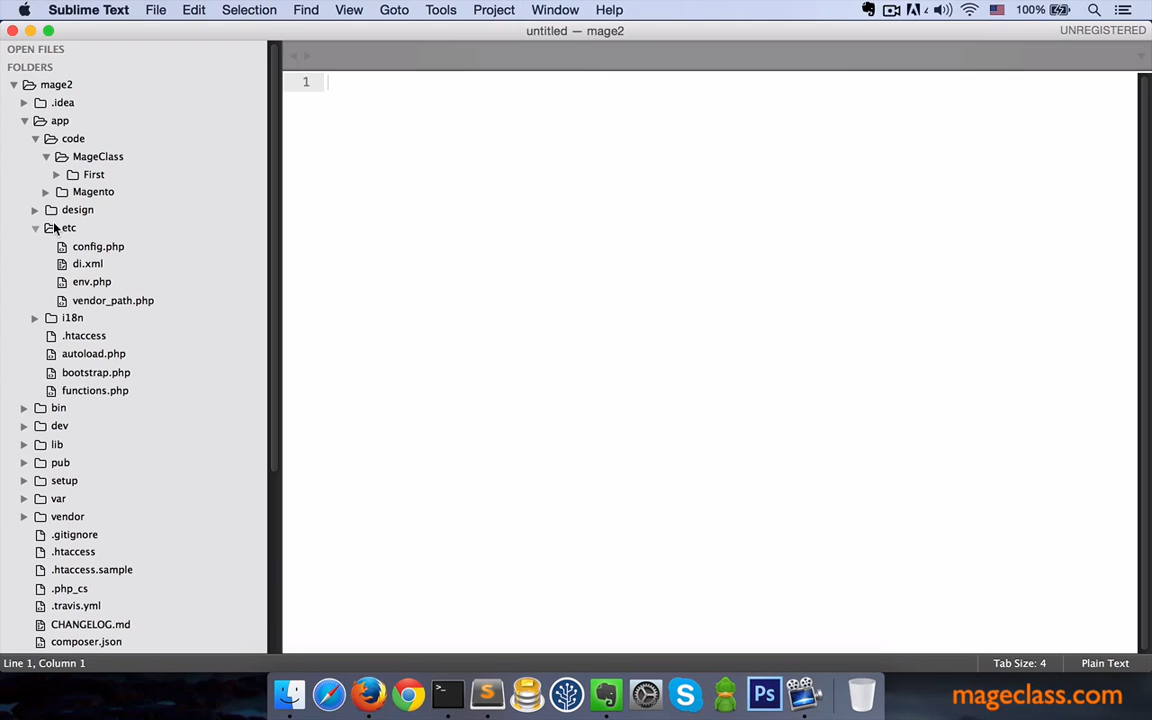 Sublime Text File Edit Selection Find View Goto Tools Project Window Help 4 100%
untitled — mage2 UNREGISTERED
OPEN FILES
FOLDERS
mage2
.idea
app
code
MageClass
First
Magento
design
etc
config.php
di.xml
env.php
vendor_path.php
i18n
.htaccess
autoload.php
bootstrap.php
functions.php
bin
dev
lib
pub
setup
var
vendor
.gitignore
.htaccess
.htaccess.sample
.php_cs
.travis.yml
CHANGELOG.md
composer.json
1
Line 1, Column 1 Tab Size: 4 Plain Text
Ps
mageclass.com